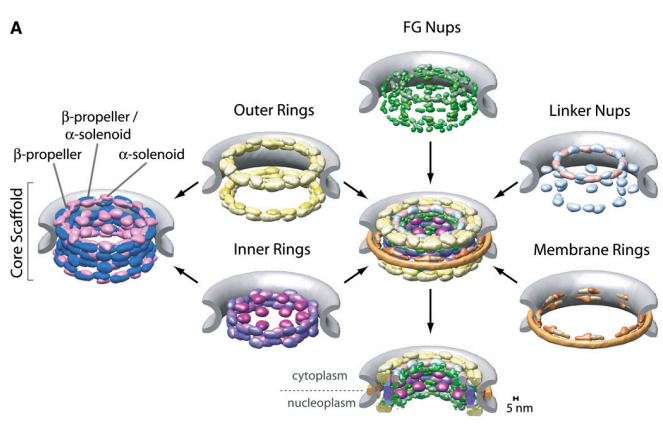 A
FG Nups
Outer Rings
Linker Nups
β-propeller /
α-solenoid
β-propeller
α-solenoid
Core Scaffold
Inner Rings
Membrane Rings
cytoplasm
nucleoplasm
5 nm